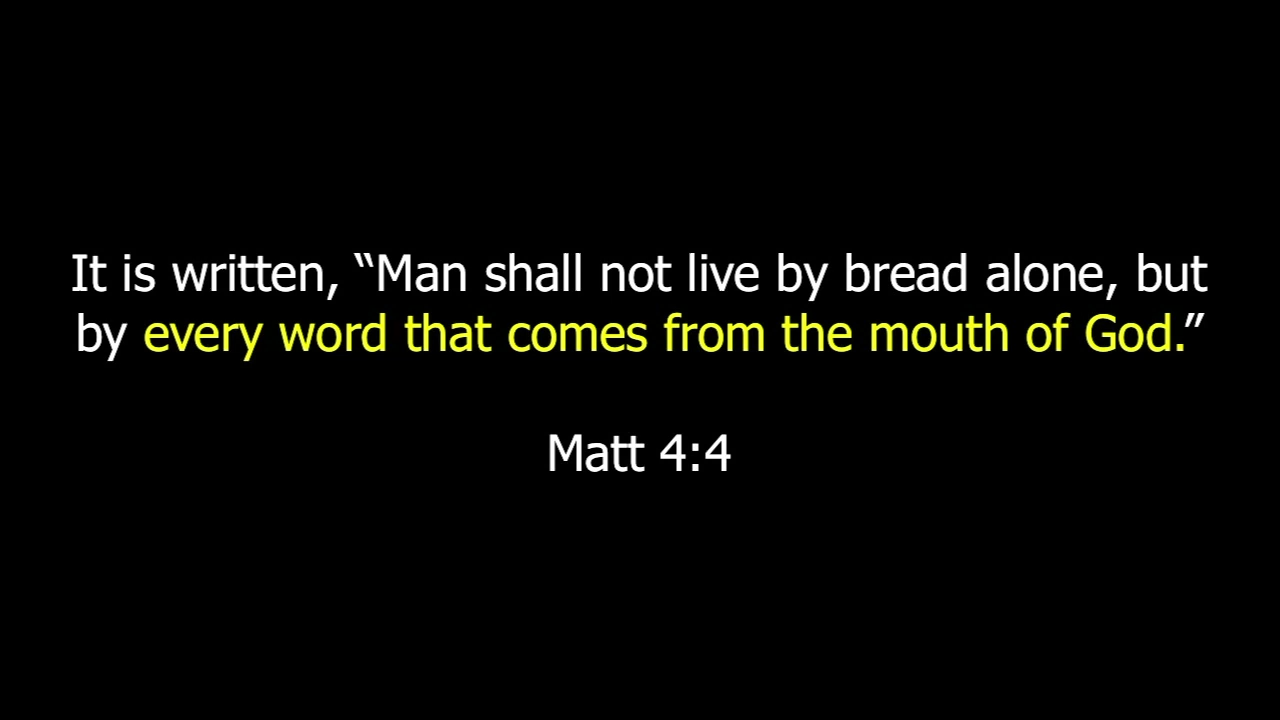 It is written, “Man shall not live by bread alone, but
by every word that comes from the mouth of God.”
Matt 4:4